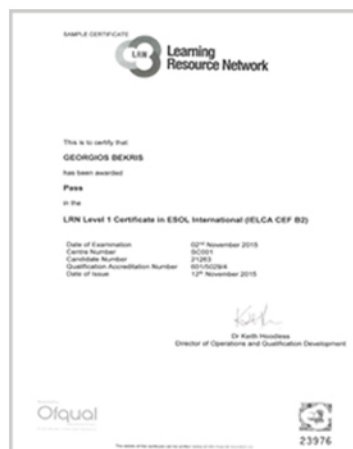 SAMPLE CERTIFICATE
LRN
Learning
Resource Network
This is to certify that
GEORGIOS BEKRIS
has been awarded
Pass
in the
LRN Level 1 Certificate in ESOL International (IELCA CEF B2)
Date of Examination 02nd November 2015
Centre Number SC001
Candidate Number 21263
Qualification Accreditation Number
Date of Issue 12th November 2015
Dr Keith Hoodless
Director of Operations and Qualification Development
Ofqual
23976